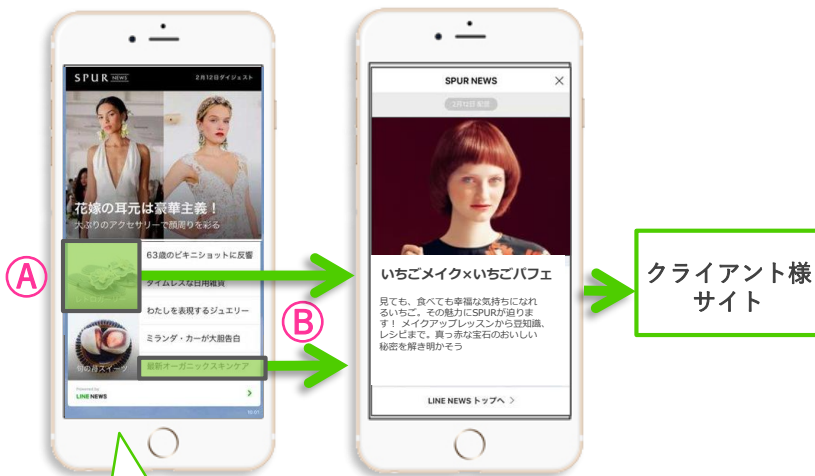 SPUR NEWS
2月12日ダイジェスト
花嫁の耳元は豪華主義！
大ぶりのアクセサリーで顔周りを彩る
63歳のビキニショットに反響
タイムレスな日用雑貨
わたしを表現するジュエリー
ミランダ・カーが大胆告白
旬の苺スイーツ
最新オーガニックスキンケア
Powered by
LINE NEWS
10:01
Ⓐ
Ⓑ
SPUR NEWS
2月12日 配信
いちごメイク×いちごパフェ
見ても、食べても幸福な気持ちになれ
るいちご。その魅力にSPURが迫りま
す！ メイクアップレッスンから豆知識、
レシピまで。真っ赤な宝石のおいしい
秘密を解き明かそう
LINE NEWS トップへ
クライアント様
サイト